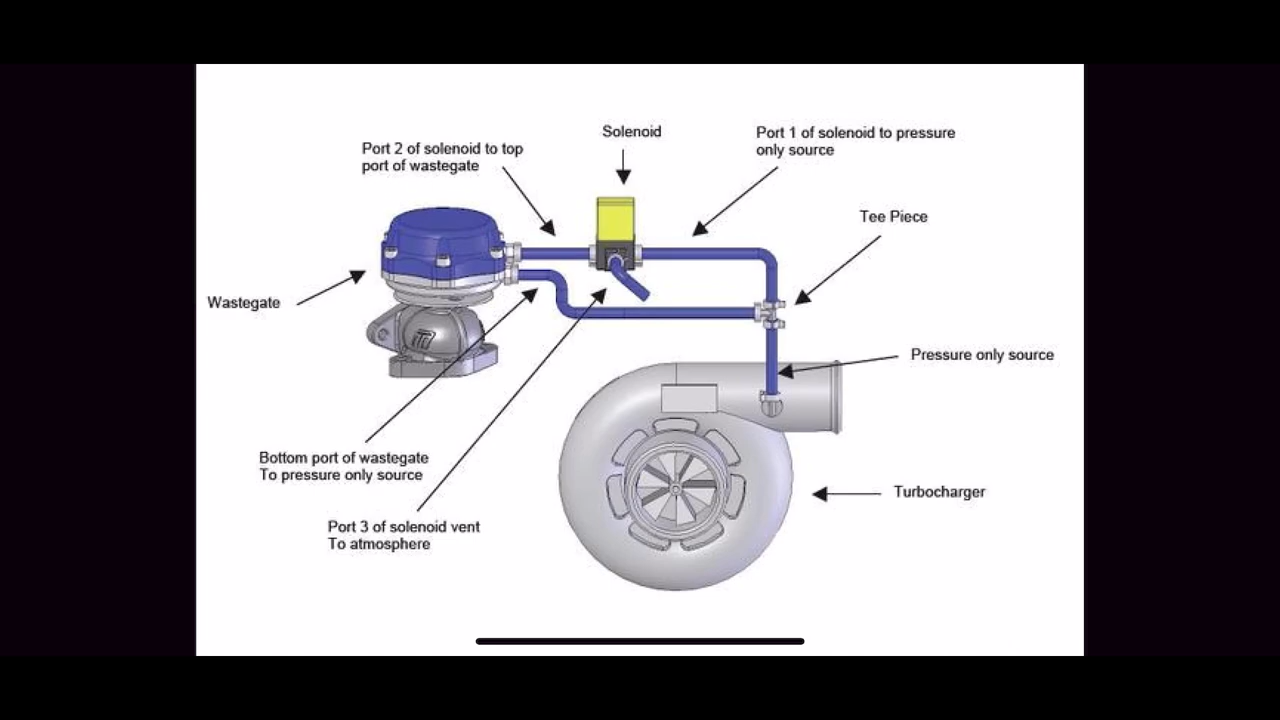 Solenoid
Port 1 of solenoid to pressure
only source
Port 2 of solenoid to top
port of wastegate
Tee Piece
Wastegate
Pressure only source
Bottom port of wastegate
To pressure only source
Turbocharger
Port 3 of solenoid vent
To atmosphere